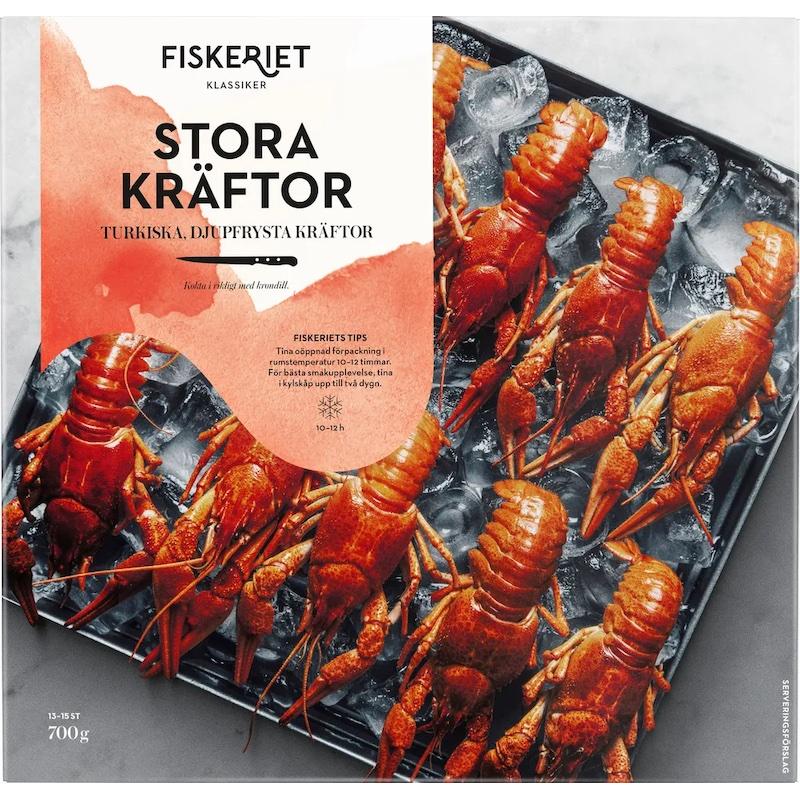 FISKERIET
KLASSIKER
STORA
KRÄFTOR
TURKISKA, DJUPFRYSTA KRÄFTOR
Kokta i rikligt med krondill.
FISKERIETS TIPS
Tina oöppnad förpackning i
rumstemperatur 10–12 timmar.
För bästa smakupplevelse, tina
i kylskåp upp till två dygn.
10–12 h
13–15 ST
700 g
SERVERINGSFÖRSLAG